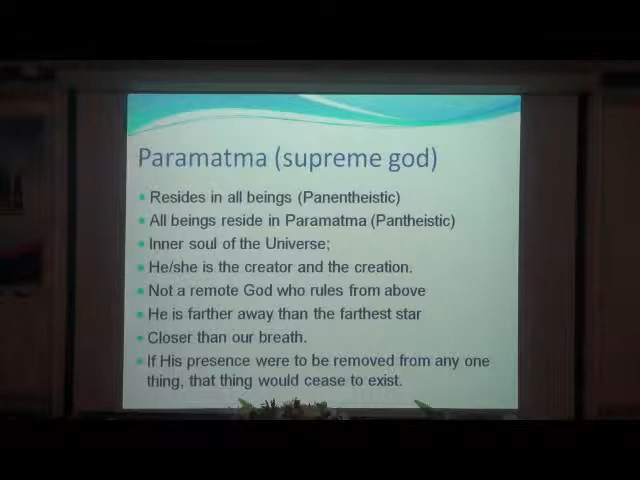 Paramatma (supreme god)
Resides in all beings (Panentheistic)
All beings reside in Paramatma (Pantheistic)
Inner soul of the Universe;
He/she is the creator and the creation.
Not a remote God who rules from above
He is farther away than the farthest star
Closer than our breath.
If His presence were to be removed from any one
thing, that thing would cease to exist.